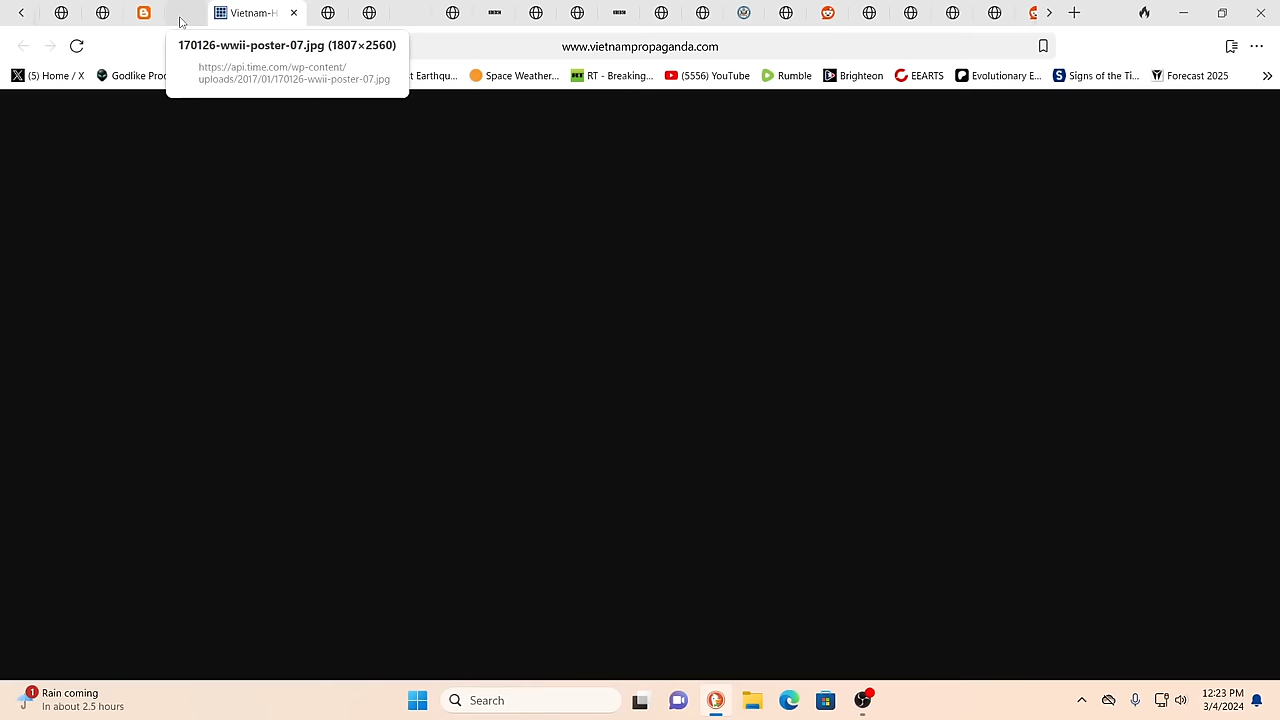 Vietnam-H
170126-wwii-poster-07.jpg (1807×2560)
https://api.time.com/wp-content/
uploads/2017/01/170126-wwii-poster-07.jpg
www.vietnampropaganda.com
(5) Home / X
Godlike Proc
t Earthqu...
Space Weather...
RT - Breaking...
(5556) YouTube
Rumble
Brighteon
EEARTS
Evolutionary E...
Signs of the Ti...
Forecast 2025
1
Rain coming
In about 2.5 hours
Search
12:23 PM
3/4/2024